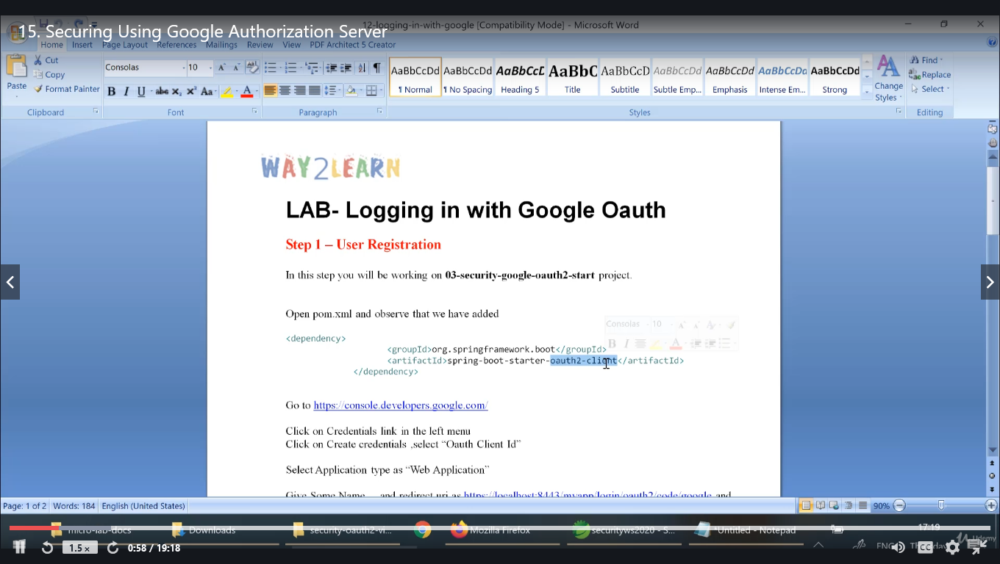 15. Securing Using Google Authorization Server
12-logging-in-with-google [Compatibility Mode] - Microsoft Word
Home Insert Page Layout References Mailings Review View PDF Architect 5 Creator
Paste
Cut
Copy
Format Painter
Clipboard
Consolas 10
B I U abc X₂ X² Aa A
Font
Paragraph
AaBbCcDd AaBbCcDd AaBbCcD AaBbC AaBbCcD AaBbCcDd AaBbCcDd AaBbCcDd AaBbCcDd
¶ Normal ¶ No Spacing Heading 5 Title Subtitle Subtle Emp... Emphasis Intense Em... Strong
Styles
Change
Styles
Find
Replace
Select
Editing
WAY2LEARN
LAB- Logging in with Google Oauth
Step 1 – User Registration
In this step you will be working on 03-security-google-oauth2-start project.
Open pom.xml and observe that we have added
Consolas 10
B I
<dependency>
<groupId>org.springframework.boot</groupId>
<artifactId>spring-boot-starter-oauth2-client</artifactId>
</dependency>
Go to https://console.developers.google.com/
Click on Credentials link in the left menu
Click on Create credentials ,select “Oauth Client Id”
Select Application type as “Web Application”
Give Some Name and redirect uri as https://localhost:8443/myapp/login/oauth2/code/google and
Page: 1 of 2 Words: 184 English (United States)
90%
micro-lab-docs Downloads security-oauth2-vi... Mozilla Firefox securityws2020 - S... *Untitled - Notepad
17:19
1.5 x 0:58 / 19:18
ENG
CC
Udemy